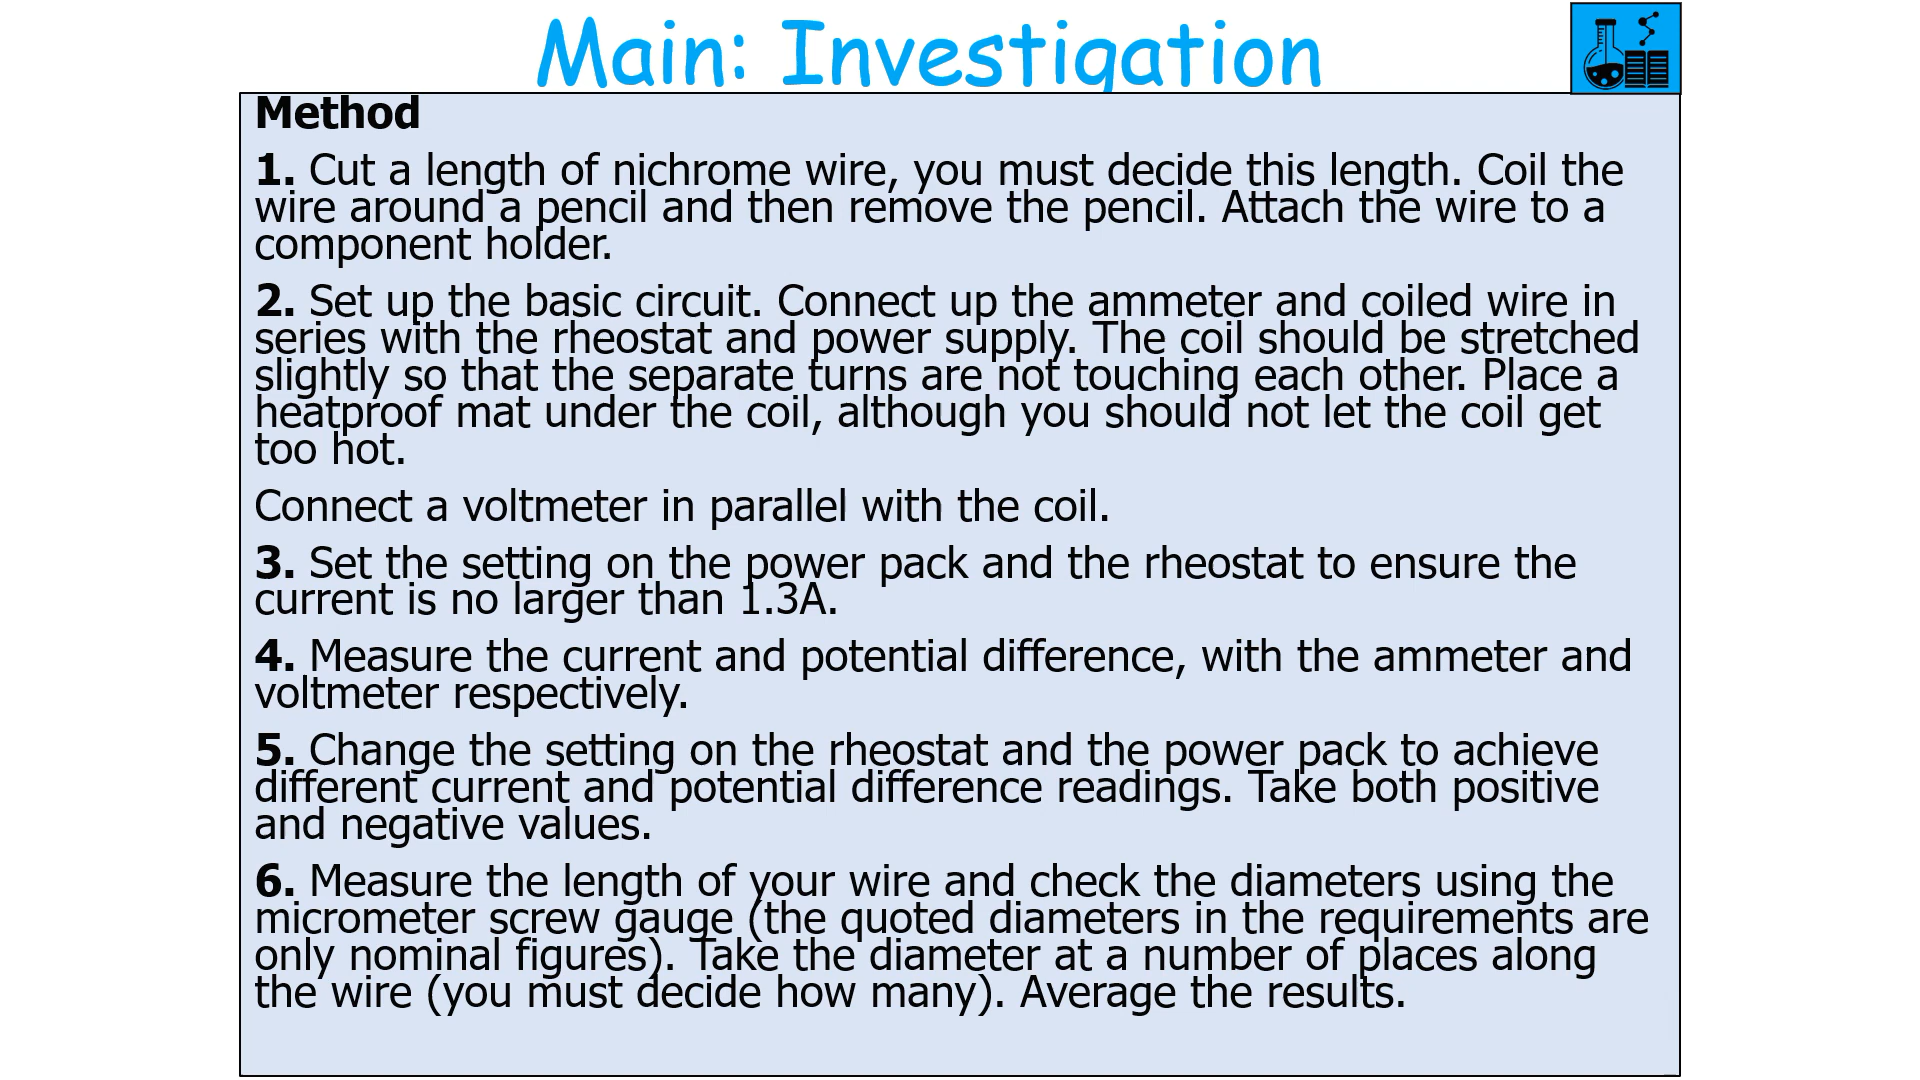 Main: Investigation
Method
1. Cut a length of nichrome wire, you must decide this length. Coil the
wire around a pencil and then remove the pencil. Attach the wire to a
component holder.
2. Set up the basic circuit. Connect up the ammeter and coiled wire in
series with the rheostat and power supply. The coil should be stretched
slightly so that the separate turns are not touching each other. Place a
heatproof mat under the coil, although you should not let the coil get
too hot.
Connect a voltmeter in parallel with the coil.
3. Set the setting on the power pack and the rheostat to ensure the
current is no larger than 1.3A.
4. Measure the current and potential difference, with the ammeter and
voltmeter respectively.
5. Change the setting on the rheostat and the power pack to achieve
different current and potential difference readings. Take both positive
and negative values.
6. Measure the length of your wire and check the diameters using the
micrometer screw gauge (the quoted diameters in the requirements are
only nominal figures). Take the diameter at a number of places along
the wire (you must decide how many). Average the results.